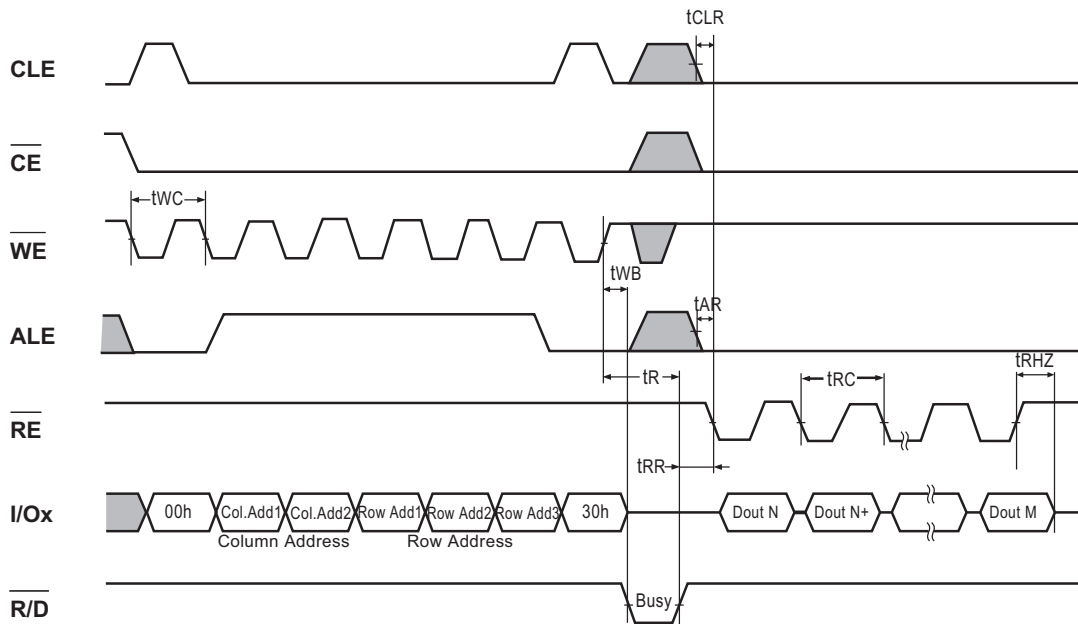 tCLR
CLE
CE
tWC
WE
tWB
tAR
ALE
tR
tRC
tRHZ
RE
tRR
I/Ox
00h Col.Add1 Col.Add2 Row Add1 Row Add2 Row Add3 30h Dout N Dout N+ Dout M
Column Address Row Address
R/D
Busy